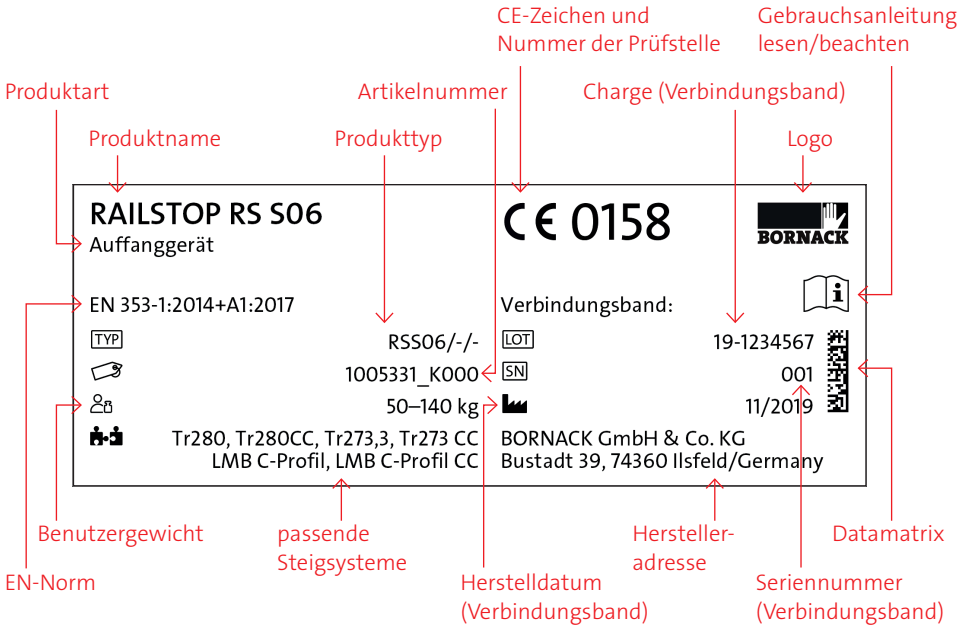 CE-Zeichen und
Nummer der Prüfstelle
Gebrauchsanleitung
lesen/beachten
Produktart
Artikelnummer
Charge (Verbindungsband)
Produktname
Produkttyp
Logo
RAILSTOP RS S06
Auffanggerät
CE 0158
BORNACK
EN 353-1:2014+A1:2017
Verbindungsband:
i
TYP
RSS06/-/-
LOT
19-1234567
1005331_K000
SN
001
50–140 kg
11/2019
Tr280, Tr280CC, Tr273,3, Tr273 CC
LMB C-Profil, LMB C-Profil CC
BORNACK GmbH & Co. KG
Bustadt 39, 74360 Ilsfeld/Germany
Benutzergewicht
passende
Steigsysteme
Hersteller-
adresse
Datamatrix
EN-Norm
Herstelldatum
(Verbindungsband)
Seriennummer
(Verbindungsband)